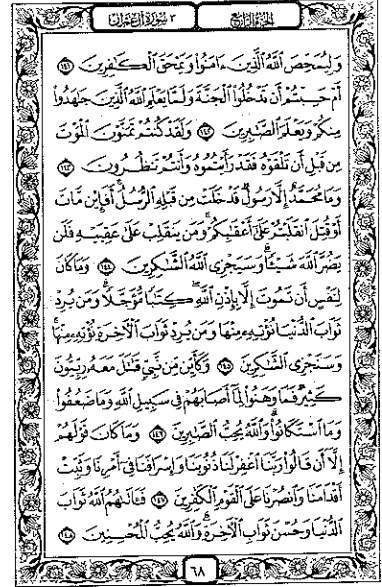 الجزء الرابع
٣ سورة آل عمران
وَلِيُمَحِّصَ ٱللَّهُ ٱلَّذِينَ ءَامَنُوا۟ وَيَمْحَقَ ٱلْكَـٰفِرِينَ ١٤١
أَمْ حَسِبْتُمْ أَن تَدْخُلُوا۟ ٱلْجَنَّةَ وَلَمَّا يَعْلَمِ ٱللَّهُ ٱلَّذِينَ جَـٰهَدُوا۟
مِنكُمْ وَيَعْلَمَ ٱلصَّـٰبِرِينَ ١٤٢ وَلَقَدْ كُنتُمْ تَمَنَّوْنَ ٱلْمَوْتَ
مِن قَبْلِ أَن تَلْقَوْهُ فَقَدْ رَأَيْتُمُوهُ وَأَنتُمْ تَنظُرُونَ ١٤٣
وَمَا مُحَمَّدٌ إِلَّا رَسُولٌ قَدْ خَلَتْ مِن قَبْلِهِ ٱلرُّسُلُ ۚ أَفَإِي۟ن مَّاتَ
أَوْ قُتِلَ ٱنقَلَبْتُمْ عَلَىٰٓ أَعْقَـٰبِكُمْ ۚ وَمَن يَنقَلِبْ عَلَىٰ عَقِبَيْهِ فَلَن
يَضُرَّ ٱللَّهَ شَيْـًٔا ۗ وَسَيَجْزِى ٱللَّهُ ٱلشَّـٰكِرِينَ ١٤٤ وَمَا كَانَ
لِنَفْسٍ أَن تَمُوتَ إِلَّا بِإِذْنِ ٱللَّهِ كِتَـٰبًا مُّؤَجَّلًا ۗ وَمَن يُرِدْ
ثَوَابَ ٱلدُّنْيَا نُؤْتِهِۦ مِنْهَا وَمَن يُرِدْ ثَوَابَ ٱلْـَٔاخِرَةِ نُؤْتِهِۦ مِنْهَا ۚ
وَسَنَجْزِى ٱلشَّـٰكِرِينَ ١٤٥ وَكَأَيِّن مِّن نَّبِىٍّ قَـٰتَلَ مَعَهُۥ رِبِّيُّونَ
كَثِيرٌ فَمَا وَهَنُوا۟ لِمَآ أَصَابَهُمْ فِى سَبِيلِ ٱللَّهِ وَمَا ضَعُفُوا۟
وَمَا ٱسْتَكَانُوا۟ ۗ وَٱللَّهُ يُحِبُّ ٱلصَّـٰبِرِينَ ١٤٦ وَمَا كَانَ قَوْلَهُمْ
إِلَّآ أَن قَالُوا۟ رَبَّنَا ٱغْفِرْ لَنَا ذُنُوبَنَا وَإِسْرَافَنَا فِىٓ أَمْرِنَا وَثَبِّتْ
أَقْدَامَنَا وَٱنصُرْنَا عَلَى ٱلْقَوْمِ ٱلْكَـٰفِرِينَ ١٤٧ فَـَٔاتَىٰهُمُ ٱللَّهُ ثَوَابَ
ٱلدُّنْيَا وَحُسْنَ ثَوَابِ ٱلْـَٔاخِرَةِ ۗ وَٱللَّهُ يُحِبُّ ٱلْمُحْسِنِينَ ١٤٨
٦٨